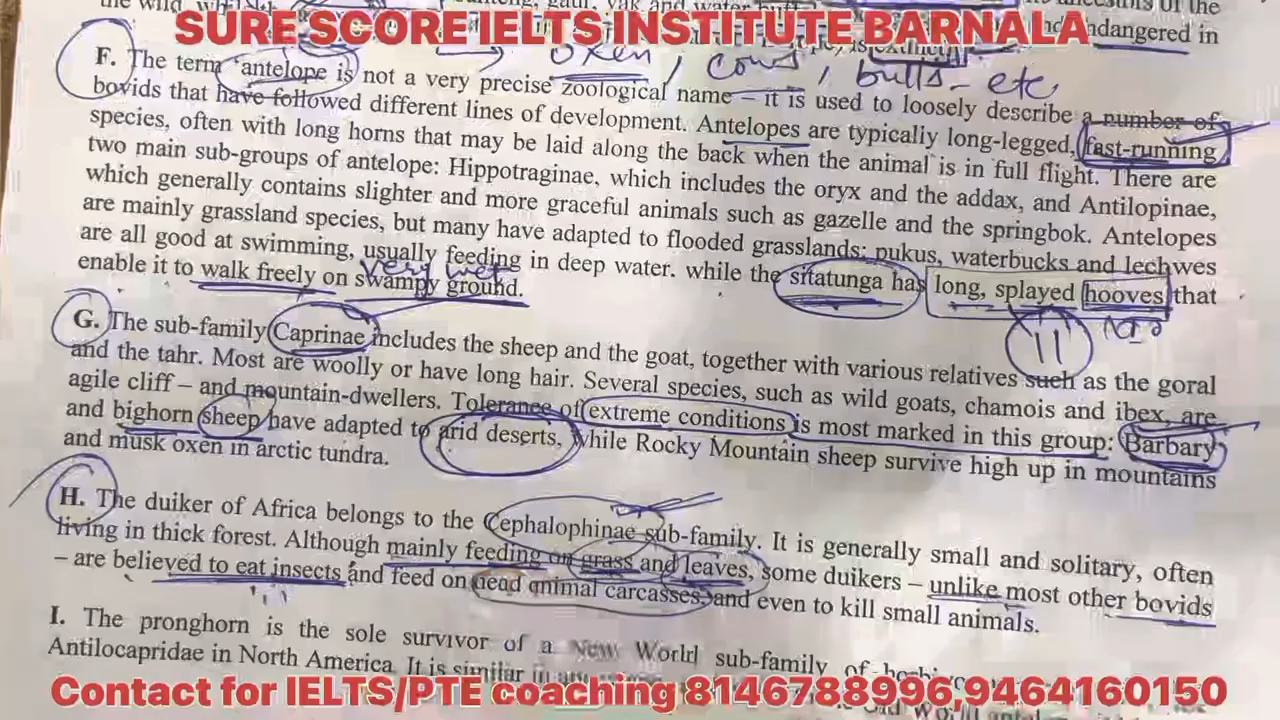 SURE SCORE IELTS INSTITUTE BARNALA
endangered in
→ oxen, cows, bulls - etc
F. The term 'antelope is not a very precise zoological name – it is used to loosely describe a number of
bovids that have followed different lines of development. Antelopes are typically long-legged, fast-running
species, often with long horns that may be laid along the back when the animal is in full flight. There are
two main sub-groups of antelope: Hippotraginae, which includes the oryx and the addax, and Antilopinae,
which generally contains slighter and more graceful animals such as gazelle and the springbok. Antelopes
are mainly grassland species, but many have adapted to flooded grasslands: pukus, waterbucks and lechwes
are all good at swimming, usually feeding in deep water. while the sitatunga has long, splayed hooves that
very wet
enable it to walk freely on swampy ground.
11
G. The sub-family Caprinae includes the sheep and the goat, together with various relatives such as the goral
and the tahr. Most are woolly or have long hair. Several species, such as wild goats, chamois and ibex, are
agile cliff – and mountain-dwellers. Tolerance of extreme conditions is most marked in this group: Barbary
and bighorn sheep have adapted to arid deserts, while Rocky Mountain sheep survive high up in mountains
and musk oxen in arctic tundra.
H. The duiker of Africa belongs to the Cephalophinae sub-family. It is generally small and solitary, often
living in thick forest. Although mainly feeding on grass and leaves, some duikers – unlike most other bovids
– are believed to eat insects and feed on dead animal carcasses, and even to kill small animals.
I. The pronghorn is the sole survivor of a New World sub-family of
Antilocapridae in North America. It is similar in
Contact for IELTS/PTE coaching 8146788996,9464160150